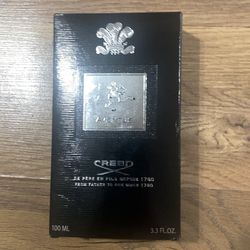 AVENTUS
CREED
DE PÈRE EN FILS DEPUIS 1760
FROM FATHER TO SON SINCE 1760
100 ML 3.3 FL.OZ.